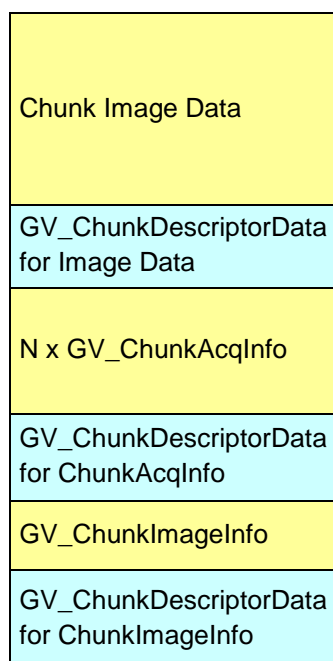 Chunk Image Data
GV_ChunkDescriptorData
for Image Data
N x GV_ChunkAcqInfo
GV_ChunkDescriptorData
for ChunkAcqInfo
GV_ChunkImageInfo
GV_ChunkDescriptorData
for ChunkImageInfo